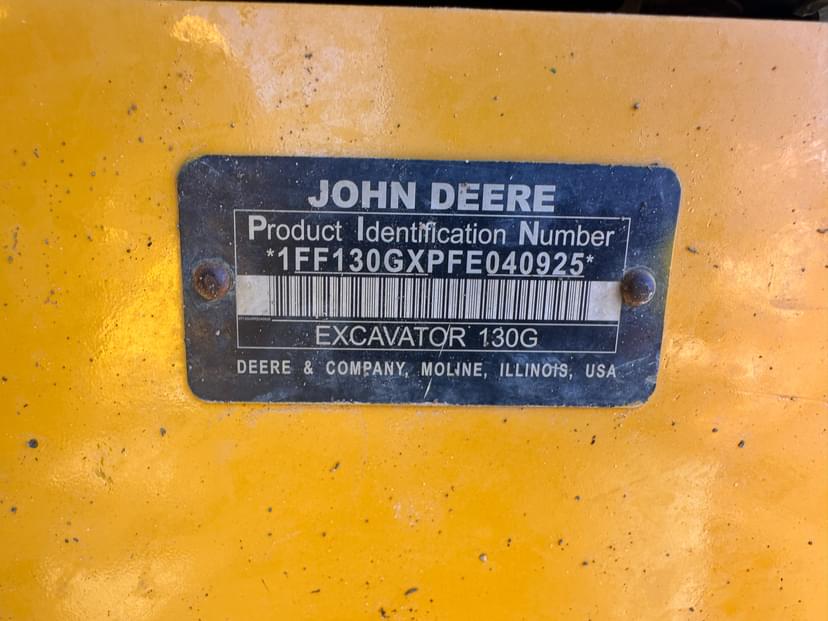 JOHN DEERE
Product Identification Number
*1FF130GXPFE040925*
EXCAVATOR 130G
DEERE & COMPANY, MOLINE, ILLINOIS, USA